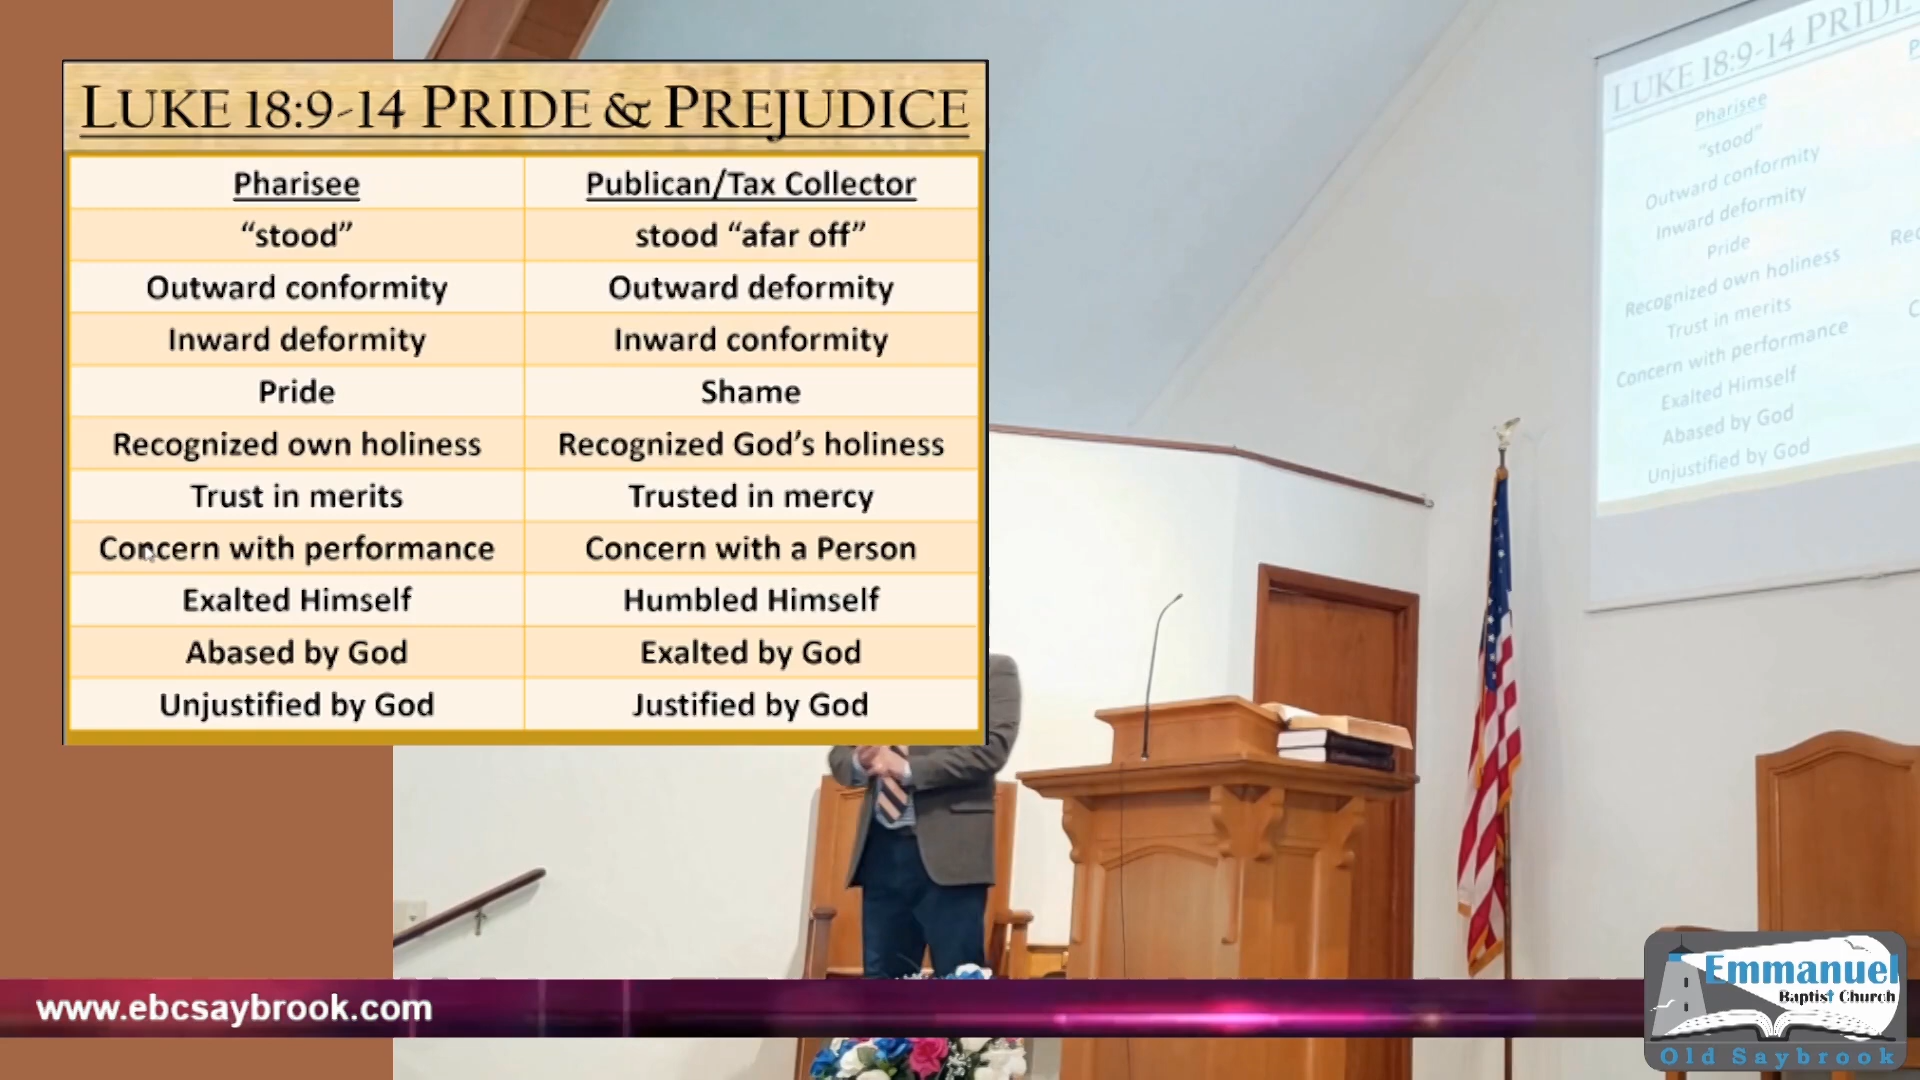 LUKE 18:9-14 PRIDE & PREJUDICE
Pharisee Publican/Tax Collector
“stood” stood “afar off”
Outward conformity Outward deformity
Inward deformity Inward conformity
Pride Shame
Recognized own holiness Recognized God’s holiness
Trust in merits Trusted in mercy
Concern with performance Concern with a Person
Exalted Himself Humbled Himself
Abased by God Exalted by God
Unjustified by God Justified by God
LUKE 18:9-14 PRIDE
Pharisee
“stood”
Outward conformity
Inward deformity
Pride
Recognized own holiness
Trust in merits
Concern with performance
Exalted Himself
Abased by God
Unjustified by God
www.ebcsaybrook.com
Emmanuel
Baptist Church
Old Saybrook